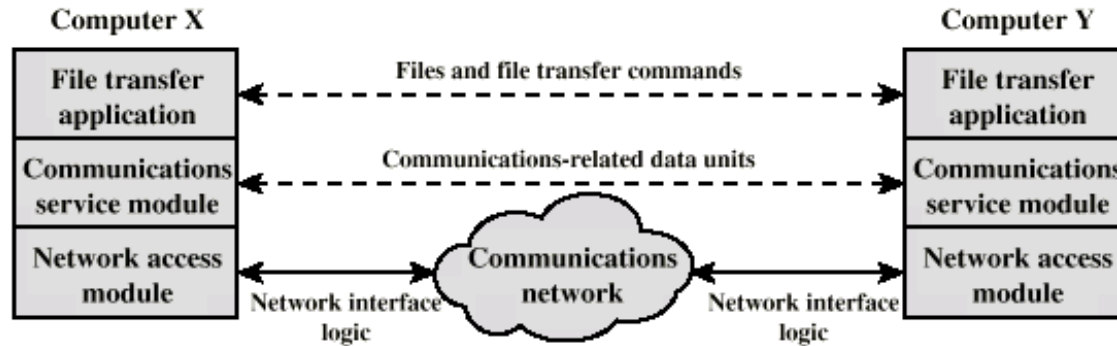 Computer X
Computer Y
File transfer
application
Files and file transfer commands
File transfer
application
Communications
service module
Communications-related data units
Communications
service module
Network access
module
Communications
network
Network access
module
Network interface
logic
Network interface
logic